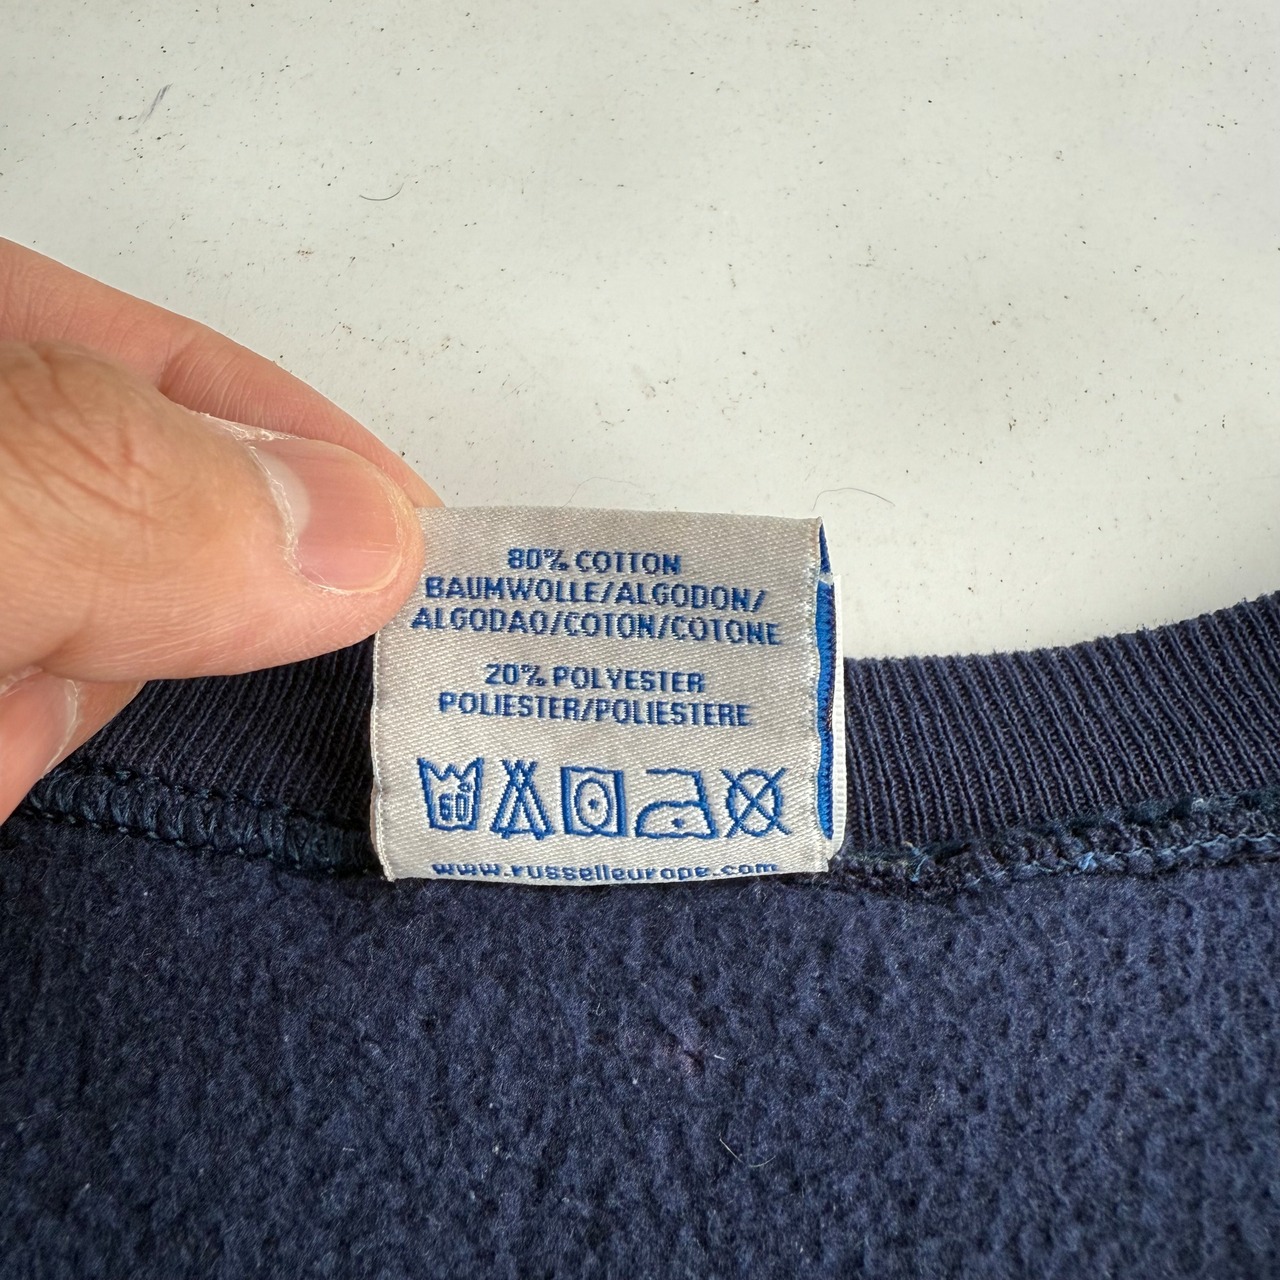 80% COTTON
BAUMWOLLE/ALGODON/
ALGODAO/COTON/COTONE
20% POLYESTER
POLIESTER/POLIESTERE
60°
www.russelleurope.com